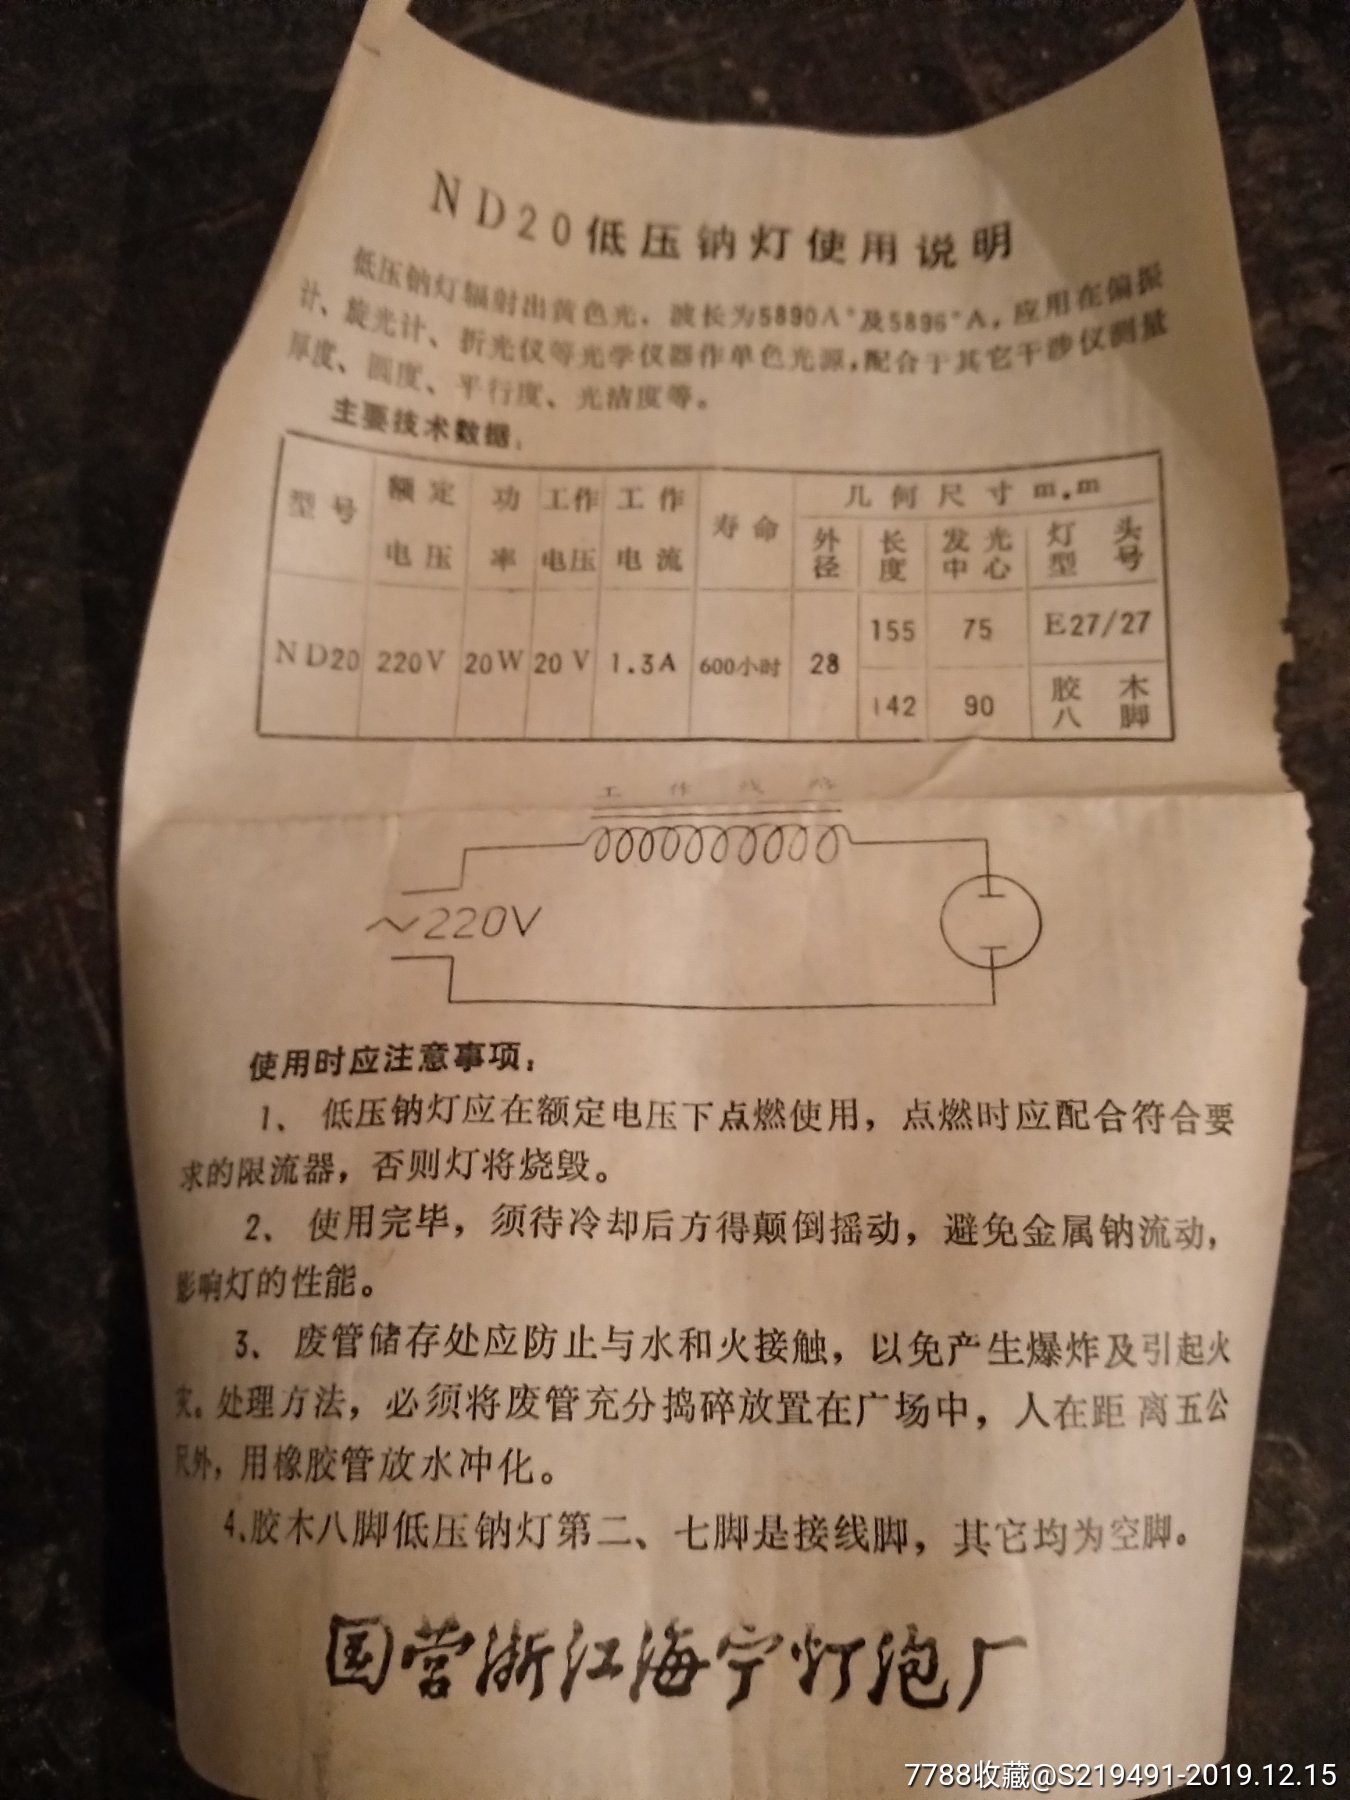 ND20低压钠灯使用说明
低压钠灯辐射出黄色光，波长为5890A°及5896°A，应用在偏振
计、旋光计、折光仪等光学仪器作单色光源，配合于其它干涉仪测量
厚度、圆度、平行度、光洁度等。
主要技术数据：
型号 额定电压 功率 工作电压 工作电流 寿命 几何尺寸m.m
外径 长度 发光中心 灯头型号
ND20 220V 20W 20V 1.3A 600小时 28
155 75 E27/27
142 90 胶木八脚
工作线路
～220V
使用时应注意事项：
1、低压钠灯应在额定电压下点燃使用，点燃时应配合符合要
求的限流器，否则灯将烧毁。
2、使用完毕，须待冷却后方得颠倒摇动，避免金属钠流动，
影响灯的性能。
3、废管储存处应防止与水和火接触，以免产生爆炸及引起火
灾。处理方法，必须将废管充分捣碎放置在广场中，人在距离五公
尺外，用橡胶管放水冲化。
4、胶木八脚低压钠灯第二、七脚是接线脚，其它均为空脚。
国营浙江海宁灯泡厂
7788收藏@S219491-2019.12.15